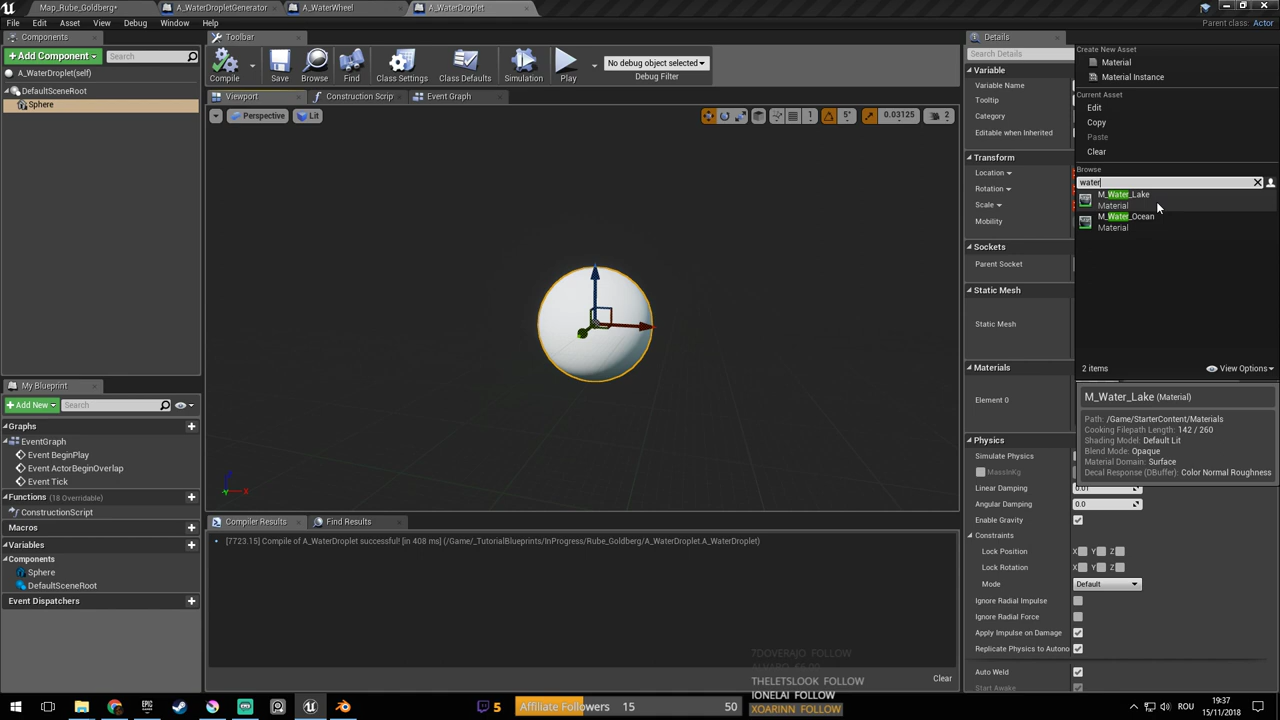 Map_Rube_Goldberg*
A_WaterDropletGenerator
A_WaterWheel
A_WaterDroplet
File Edit Asset View Debug Window Help
Parent class: Actor
Components
+ Add Component
Search
A_WaterDroplet(self)
DefaultSceneRoot
Sphere
My Blueprint
+ Add New
Search
Graphs
EventGraph
Event BeginPlay
Event ActorBeginOverlap
Event Tick
Functions (18 Overridable)
ConstructionScript
Macros
Variables
Components
Sphere
DefaultSceneRoot
Event Dispatchers
Toolbar
Compile
Save
Browse
Find
Class Settings
Class Defaults
Simulation
Play
No debug object selected
Debug Filter
Viewport
Construction Scrip
Event Graph
Perspective
Lit
5°
0.03125
2
Z
X
Compiler Results
Find Results
[7723.15] Compile of A_WaterDroplet successful! [in 408 ms] (/Game/_TutorialBlueprints/InProgress/Rube_Goldberg/A_WaterDroplet.A_WaterDroplet)
Clear
Details
Search Details
Variable
Variable Name
Tooltip
Category
Editable when Inherited
Transform
Location
Rotation
Scale
Mobility
Sockets
Parent Socket
Static Mesh
Static Mesh
Materials
Element 0
Physics
Simulate Physics
MassInKg
Linear Damping 0.01
Angular Damping 0.0
Enable Gravity
Constraints
Lock Position X Y Z
Lock Rotation X Y Z
Mode Default
Ignore Radial Impulse
Ignore Radial Force
Apply Impulse on Damage
Replicate Physics to Autono
Auto Weld
Start Awake
Create New Asset
Material
Material Instance
Current Asset
Edit
Copy
Paste
Clear
Browse
water
M_Water_Lake
Material
M_Water_Ocean
Material
2 items
View Options
M_Water_Lake (Material)
Path: /Game/StarterContent/Materials
Cooking Filepath Length: 142 / 260
Shading Model: Default Lit
Blend Mode: Opaque
Material Domain: Surface
Decal Response (DBuffer): Color Normal Roughness
7DOVERAJO FOLLOW
THELETSLOOK FOLLOW
IONELAI FOLLOW
XOARINN FOLLOW
5
Affiliate Followers 15 50
ROU
19:37
15/11/2018